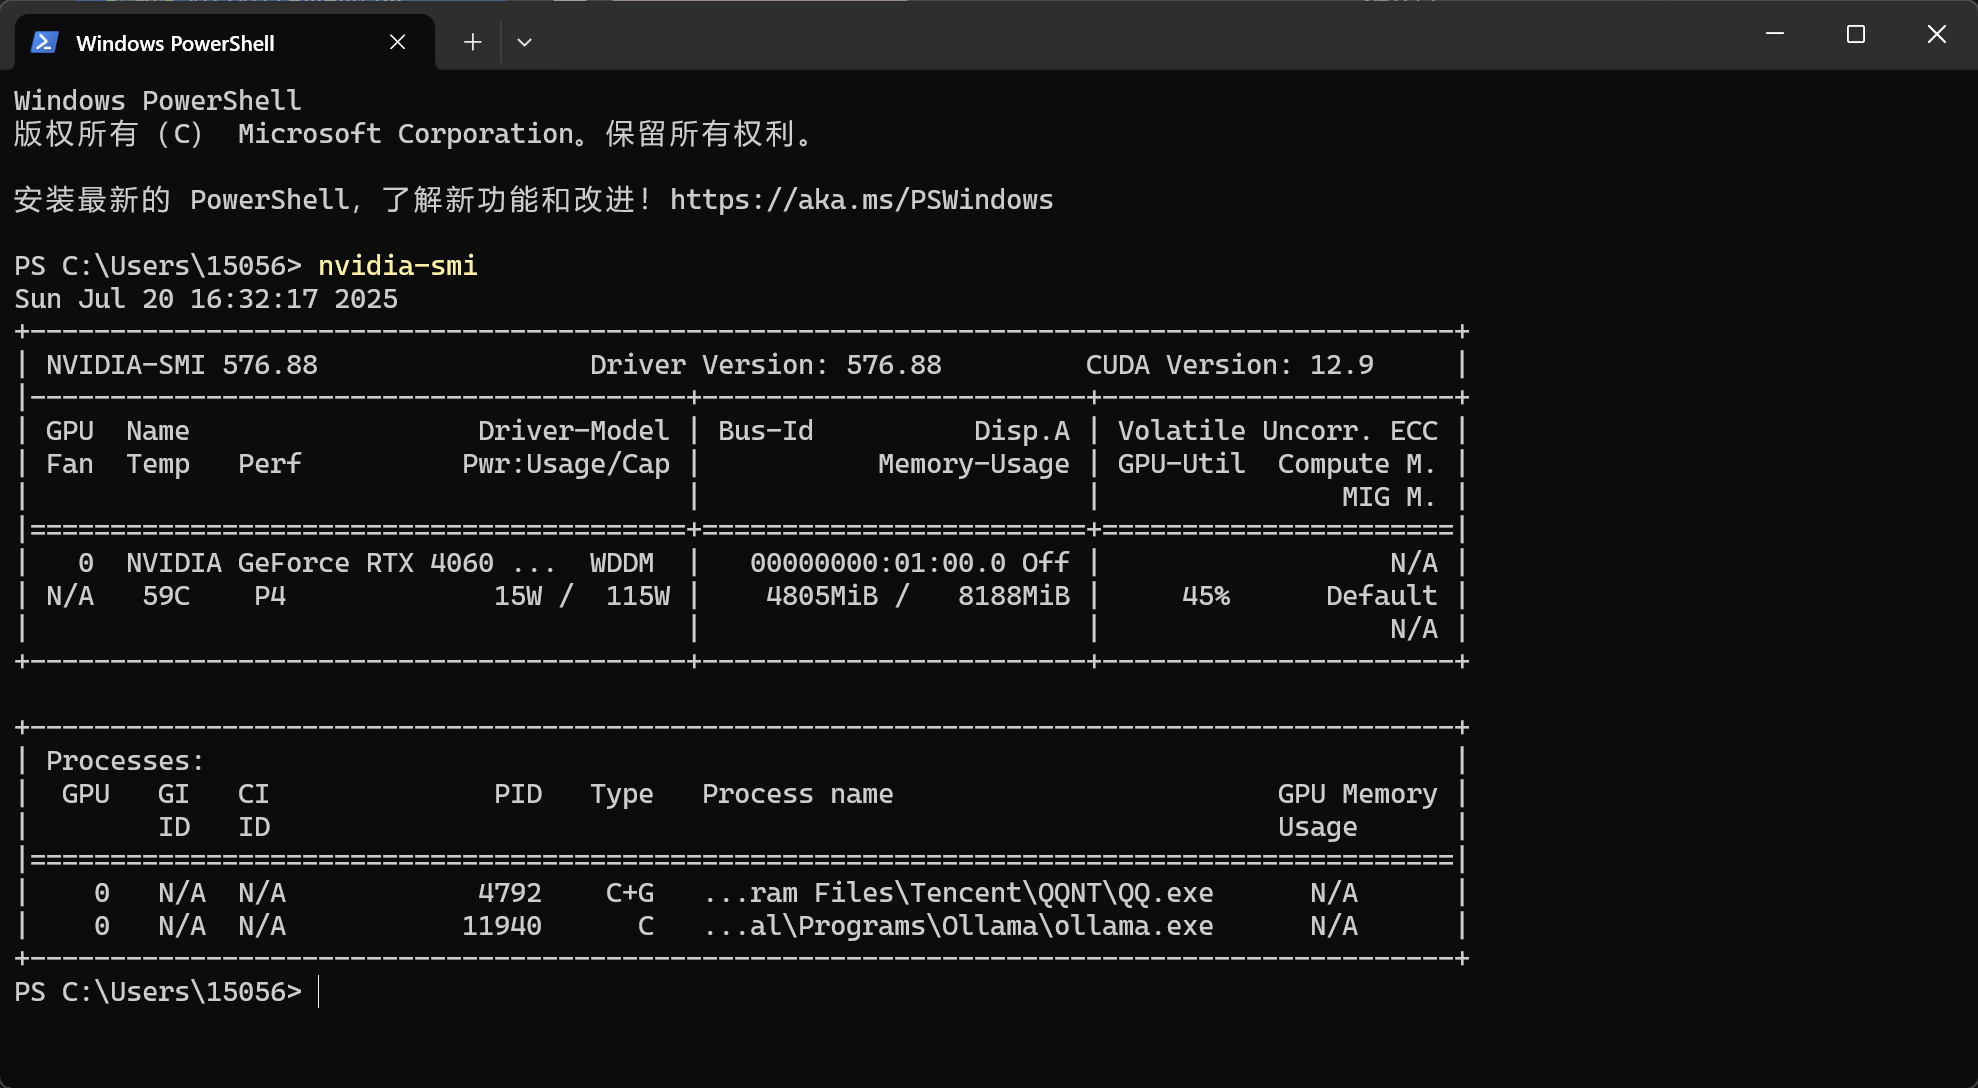 Windows PowerShell
Windows PowerShell
版权所有（C） Microsoft Corporation。保留所有权利。
安装最新的 PowerShell，了解新功能和改进！https://aka.ms/PSWindows
PS C:\Users\15056> nvidia-smi
Sun Jul 20 16:32:17 2025
+-----------------------------------------------------------------------------------------+
| NVIDIA-SMI 576.88                 Driver Version: 576.88         CUDA Version: 12.9     |
|-----------------------------------------+------------------------+----------------------+
| GPU  Name                  Driver-Model | Bus-Id          Disp.A | Volatile Uncorr. ECC |
| Fan  Temp   Perf          Pwr:Usage/Cap |           Memory-Usage | GPU-Util  Compute M. |
|                                         |                        |               MIG M. |
|=========================================+========================+======================|
|   0  NVIDIA GeForce RTX 4060 ...  WDDM  |   00000000:01:00.0 Off |                  N/A |
| N/A   59C    P4             15W /  115W |    4805MiB /   8188MiB |     45%      Default |
|                                         |                        |                  N/A |
+-----------------------------------------+------------------------+----------------------+
+-----------------------------------------------------------------------------------------+
| Processes:                                                                              |
|  GPU   GI   CI              PID   Type   Process name                        GPU Memory |
|        ID   ID                                                               Usage      |
|=========================================================================================|
|    0   N/A  N/A            4792    C+G   ...ram Files\Tencent\QQNT\QQ.exe      N/A      |
|    0   N/A  N/A           11940      C   ...al\Programs\Ollama\ollama.exe      N/A      |
+-----------------------------------------------------------------------------------------+
PS C:\Users\15056>